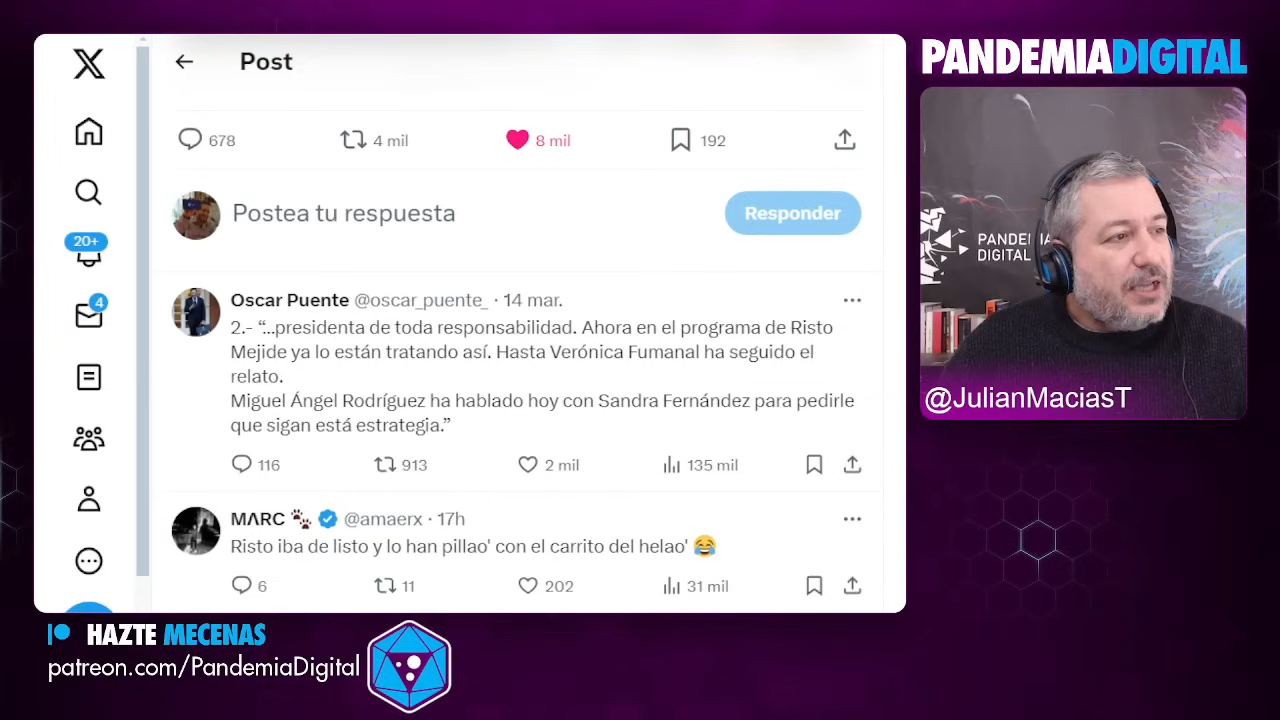 Post
678
4 mil
8 mil
192
Postea tu respuesta
Responder
20+
4
Oscar Puente @oscar_puente_ · 14 mar.
2.- “...presidenta de toda responsabilidad. Ahora en el programa de Risto
Mejide ya lo están tratando así. Hasta Verónica Fumanal ha seguido el
relato.
Miguel Ángel Rodríguez ha hablado hoy con Sandra Fernández para pedirle
que sigan está estrategia.”
116
913
2 mil
135 mil
MΛRC 🐾 @amaerx · 17h
Risto iba de listo y lo han pillao' con el carrito del helao' 😂
6
11
202
31 mil
PANDEMIADIGITAL
PANDEMIA
DIGITAL
@JulianMaciasT
HAZTE MECENAS
patreon.com/PandemiaDigital